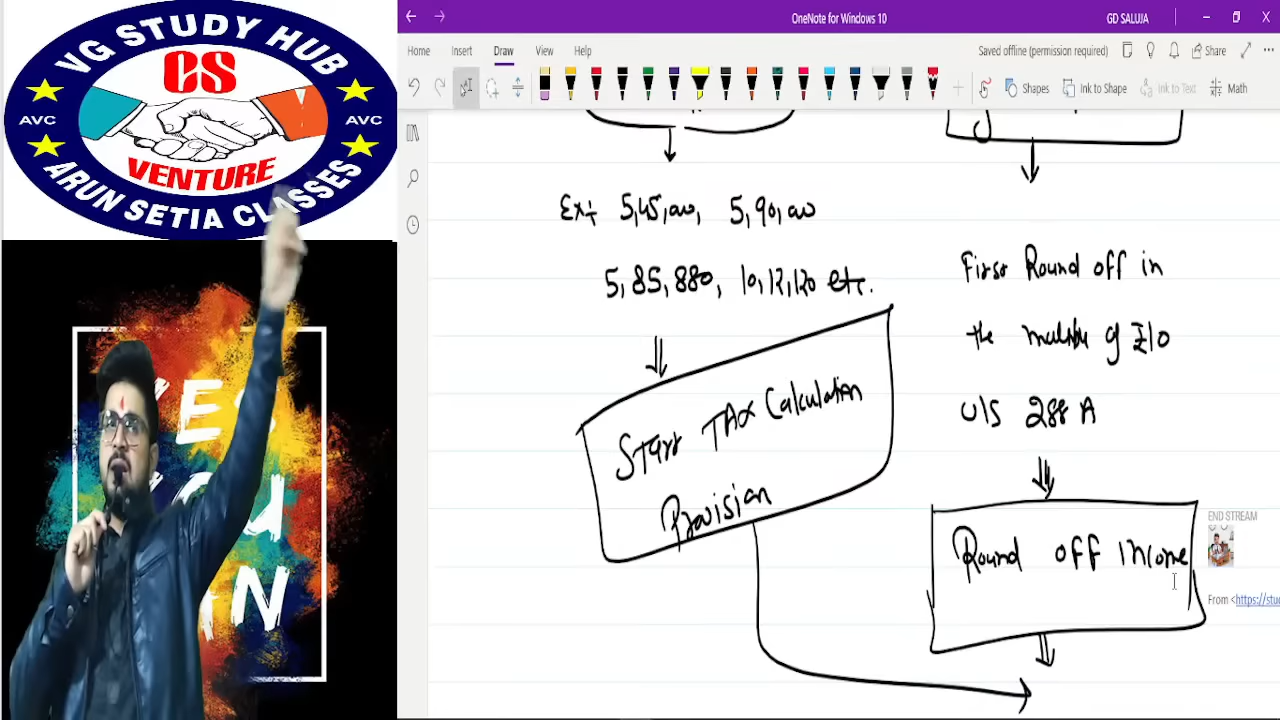 VG STUDY HUB
CS
AVC
AVC
VENTURE
ARUN SETIA CLASSES
YES
YOU
IN
OneNote for Windows 10
GD SALUJA
Home
Insert
Draw
View
Help
Saved offline (permission required)
Share
Shapes
Ink to Shape
Ink to Text
Math
Ex:- 5,45,000, 5,90,000
5,85,880, 10,12,120 etc.
Start TAX Calculation
Provision
First Round off in
the multiple of ₹10
U/S 288 A
Round off income
END STREAM
From <https://stu